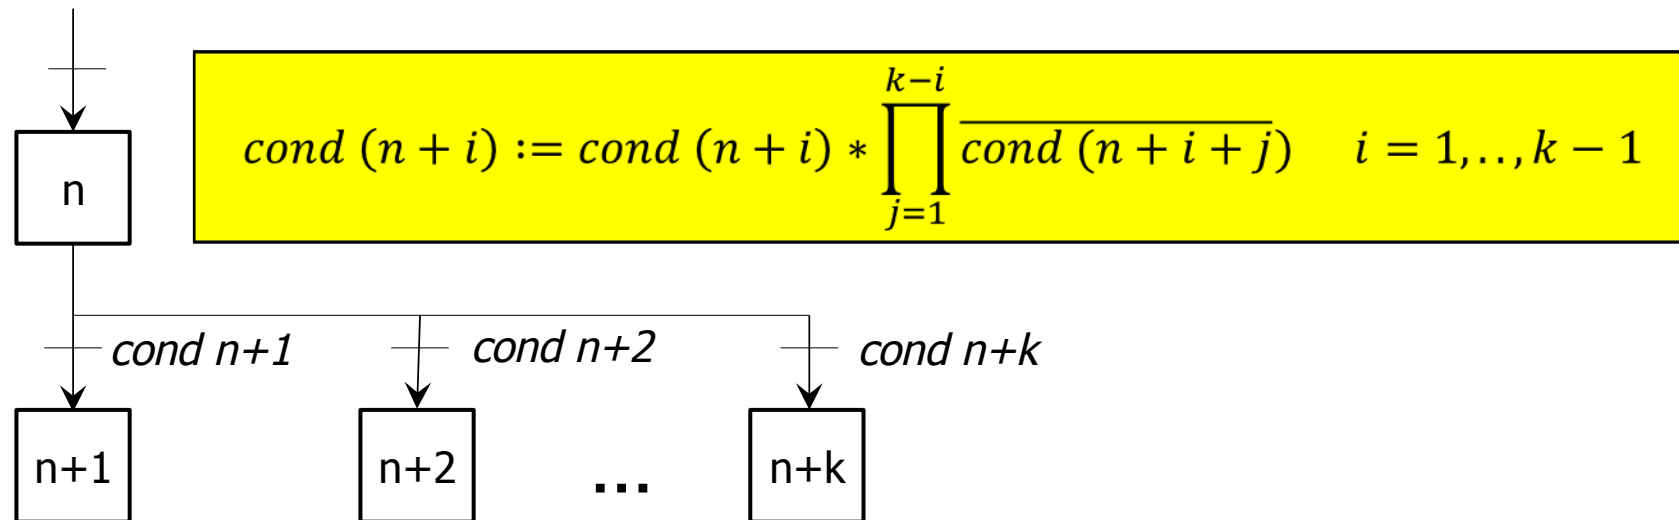 n
k−i
cond (n + i) := cond (n + i) * ∏ \overline{cond (n + i + j)} i = 1,..,k − 1
j=1
cond n+1 cond n+2 cond n+k
n+1 n+2 ... n+k